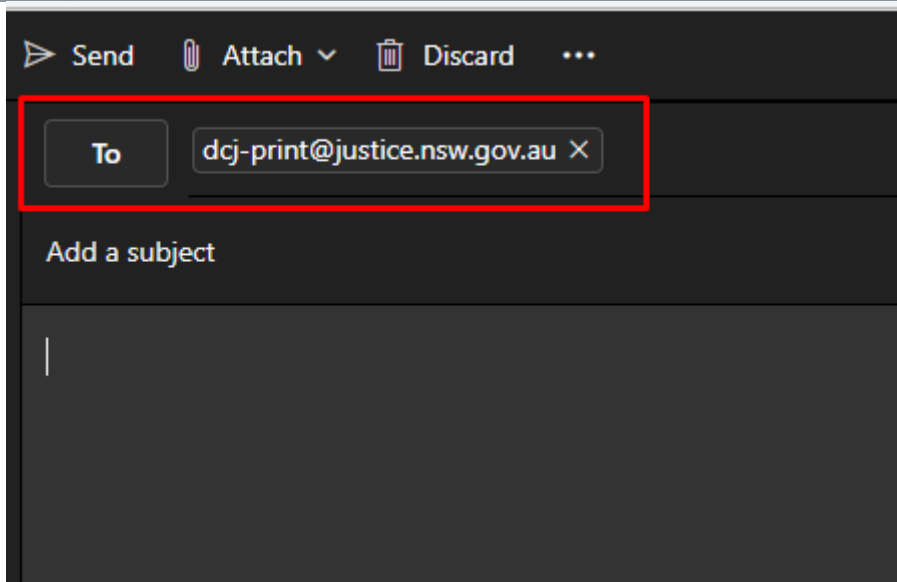 Send Attach Discard ...
To dcj-print@justice.nsw.gov.au
Add a subject